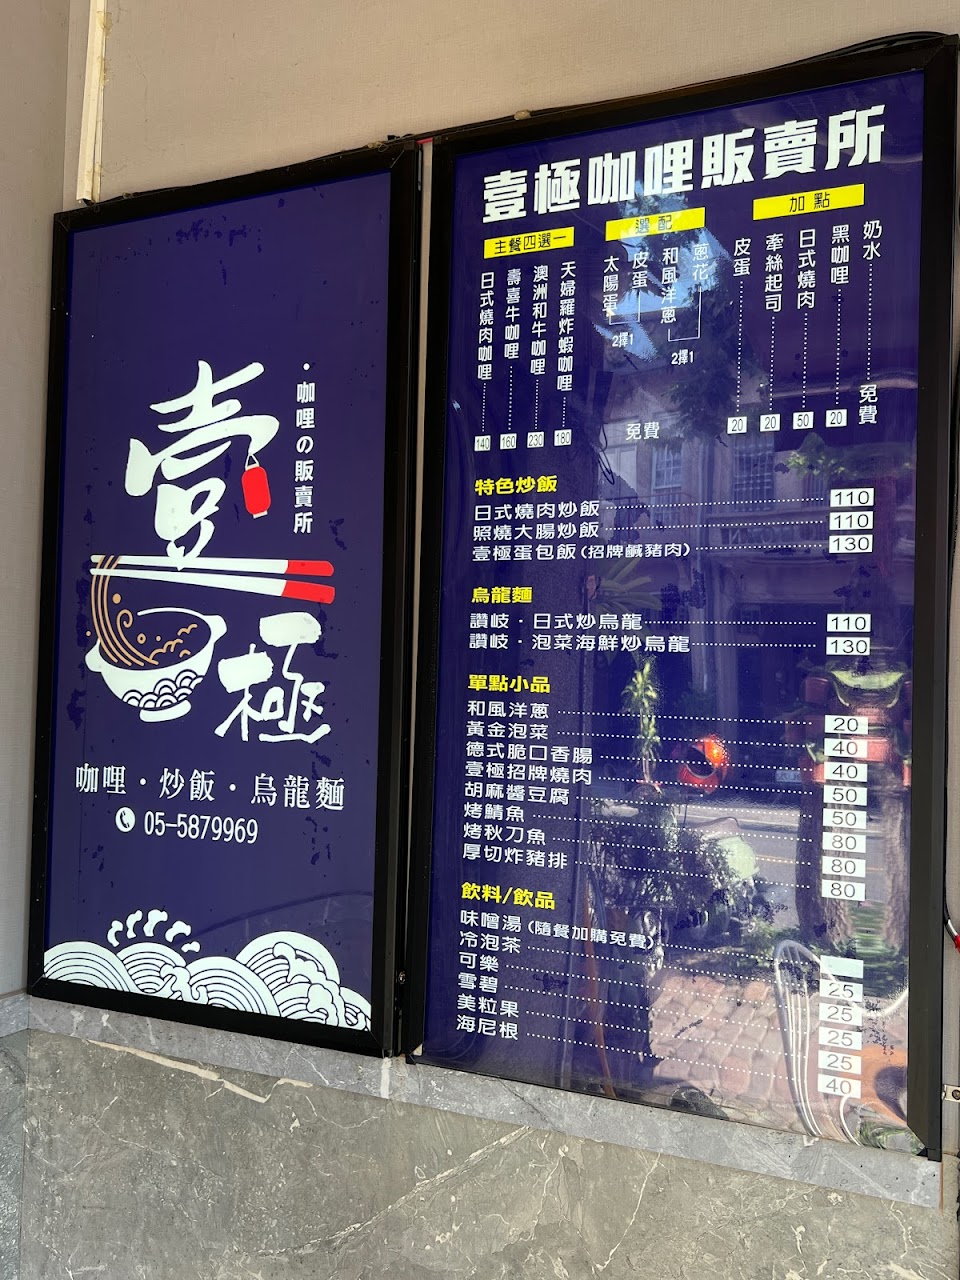 壹極
・咖哩の販賣所
咖哩・炒飯・烏龍麵
05-5879969
壹極咖哩販賣所
主餐四選一
日式燒肉咖哩 140
壽喜牛咖哩 160
澳洲和牛咖哩 230
天婦羅炸蝦咖哩 180
選配
太陽蛋
皮蛋
2擇1
和風洋蔥
蔥花
2擇1
免費
加點
皮蛋 20
牽絲起司 20
日式燒肉 50
黑咖哩 20
奶水 免費
特色炒飯
日式燒肉炒飯 110
照燒大腸炒飯 110
壹極蛋包飯(招牌鹹豬肉) 130
烏龍麵
讚岐・日式炒烏龍 110
讚岐・泡菜海鮮炒烏龍 130
單點小品
和風洋蔥 20
黃金泡菜 40
德式脆口香腸 40
壹極招牌燒肉 50
胡麻醬豆腐 50
烤鯖魚 80
烤秋刀魚 80
厚切炸豬排 80
飲料/飲品
味噌湯(隨餐加購免費)
冷泡茶 25
可樂 25
雪碧 25
美粒果 25
海尼根 40